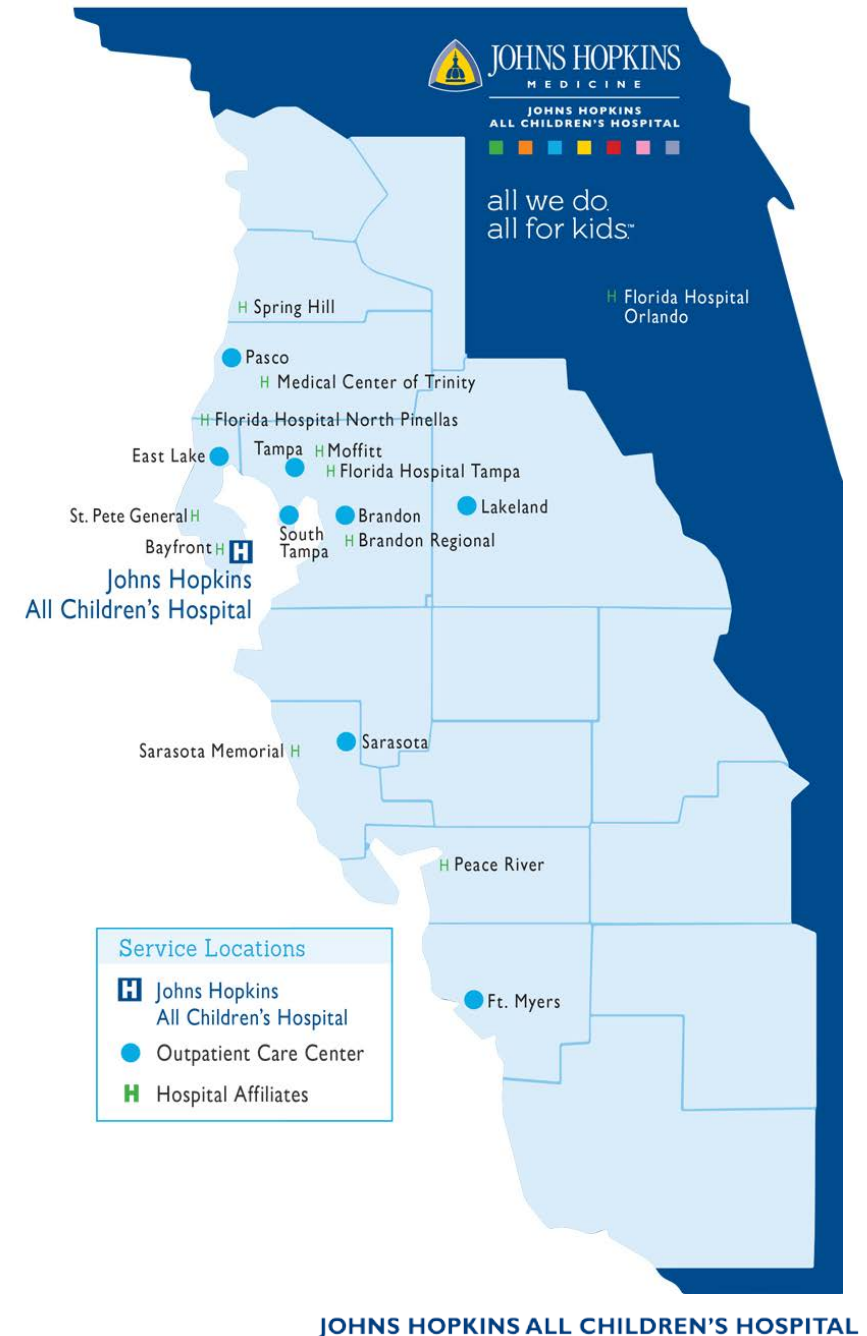 JOHNS HOPKINS
MEDICINE
JOHNS HOPKINS
ALL CHILDREN'S HOSPITAL
all we do.
all for kids.™
H Florida Hospital
Orlando
H Spring Hill
Pasco
H Medical Center of Trinity
H Florida Hospital North Pinellas
East Lake
Tampa
H Moffitt
H Florida Hospital Tampa
St. Pete General H
South
Tampa
Brandon
Lakeland
H Brandon Regional
Bayfront H
H
Johns Hopkins
All Children's Hospital
Sarasota Memorial H
Sarasota
H Peace River
Ft. Myers
Service Locations
H Johns Hopkins
All Children's Hospital
Outpatient Care Center
H Hospital Affiliates
JOHNS HOPKINS ALL CHILDREN'S HOSPITAL